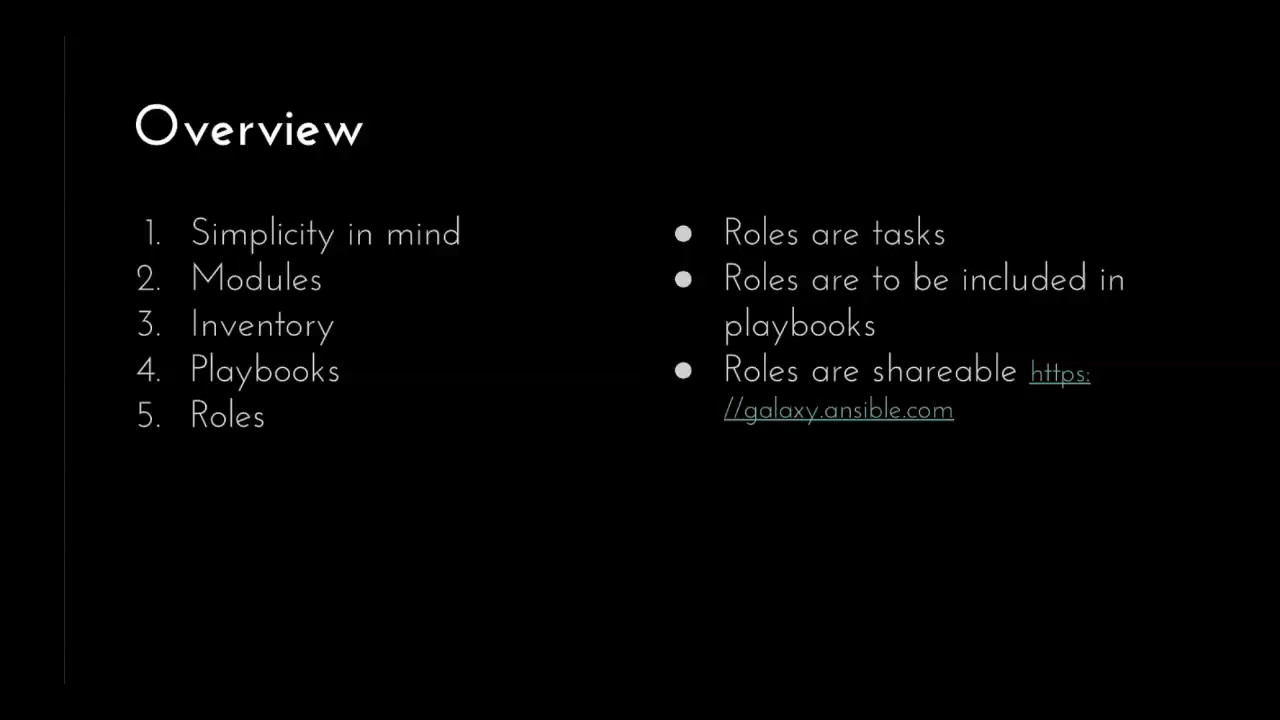 Overview
1. Simplicity in mind
2. Modules
3. Inventory
4. Playbooks
5. Roles
● Roles are tasks
● Roles are to be included in
playbooks
● Roles are shareable https:
//galaxy.ansible.com